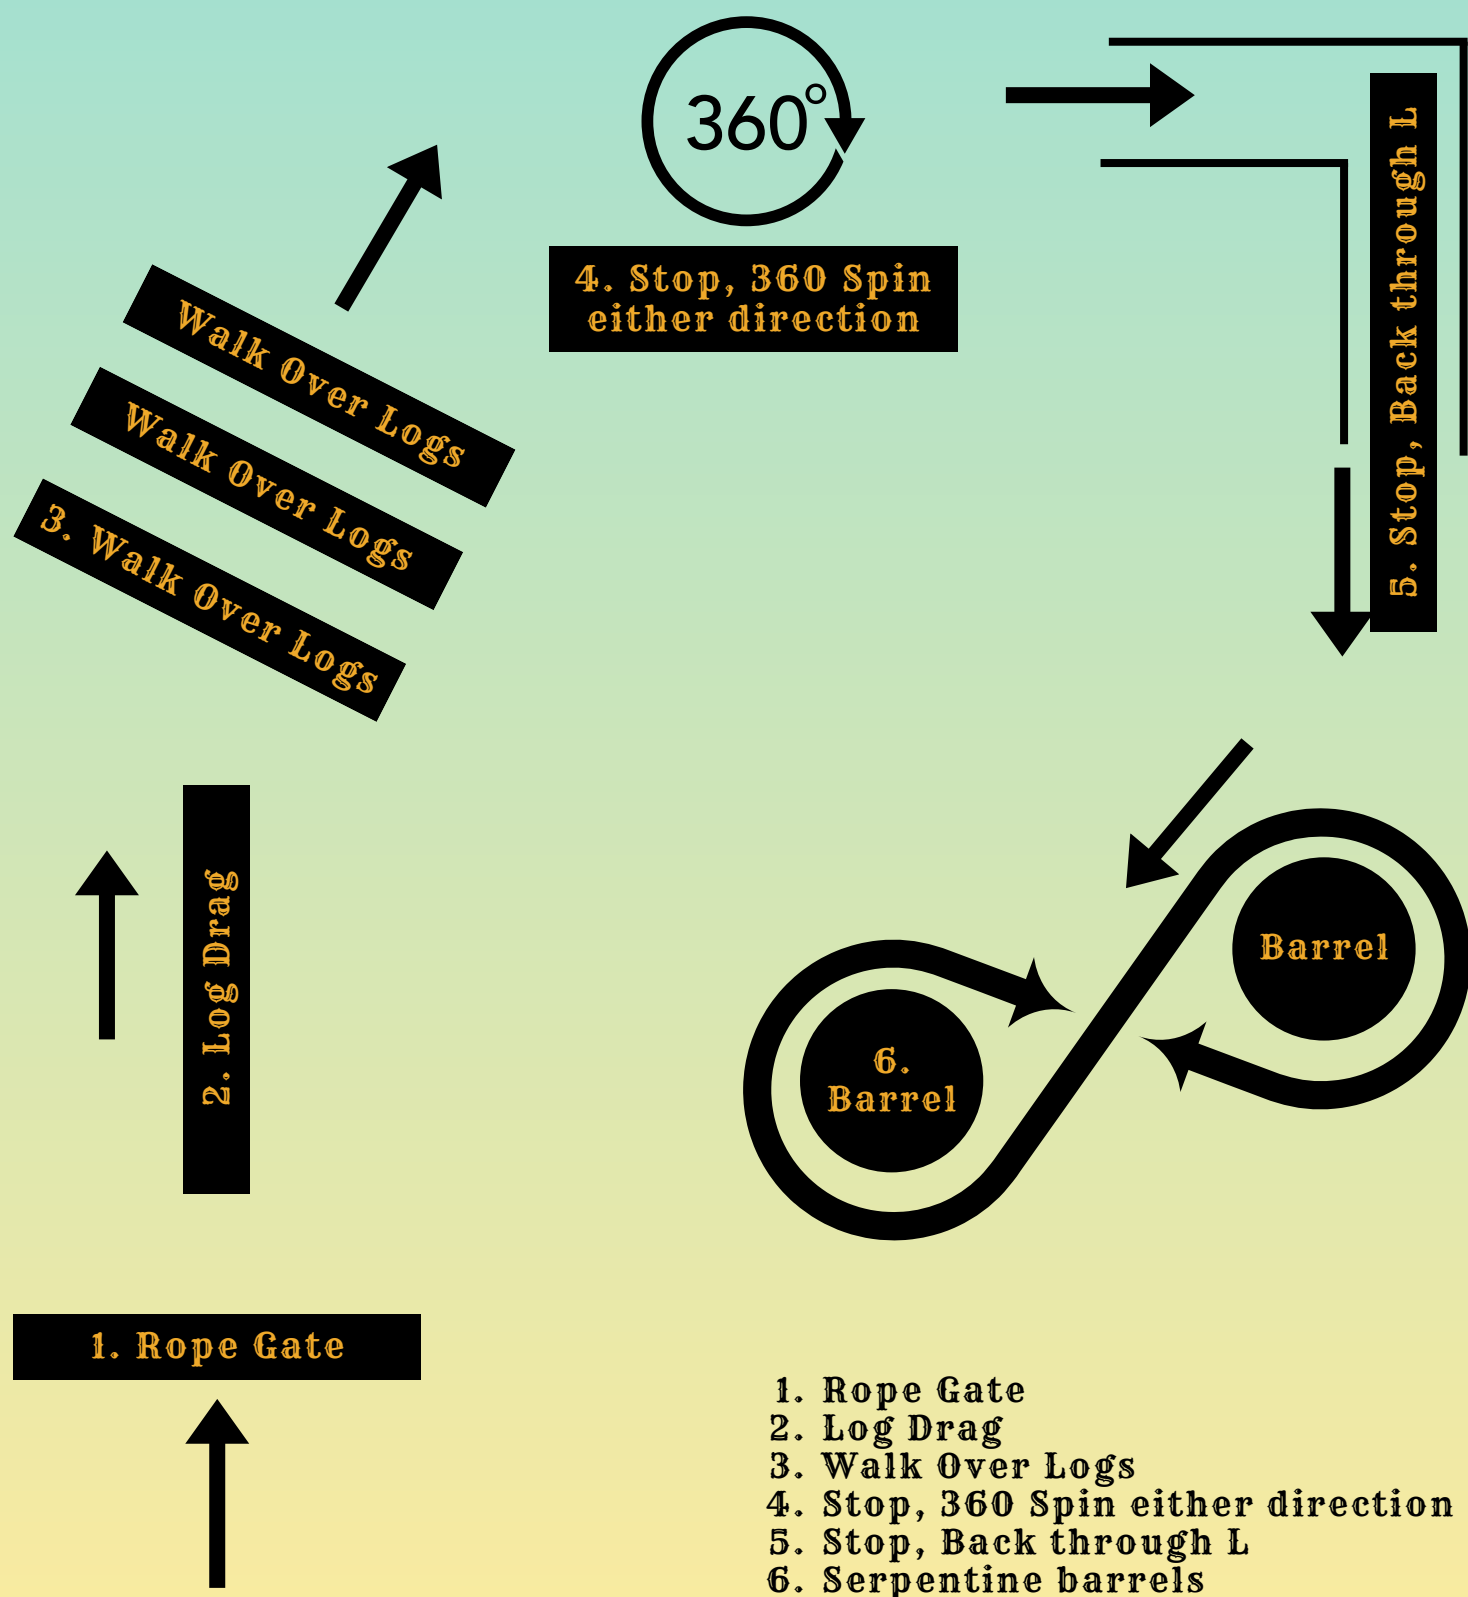 360°
4. Stop, 360 Spin
either direction
5. Stop, Back through L
Walk Over Logs
Walk Over Logs
3. Walk Over Logs
2. Log Drag
Barrel
6.
Barrel
1. Rope Gate
1. Rope Gate
2. Log Drag
3. Walk Over Logs
4. Stop, 360 Spin either direction
5. Stop, Back through L
6. Serpentine barrels